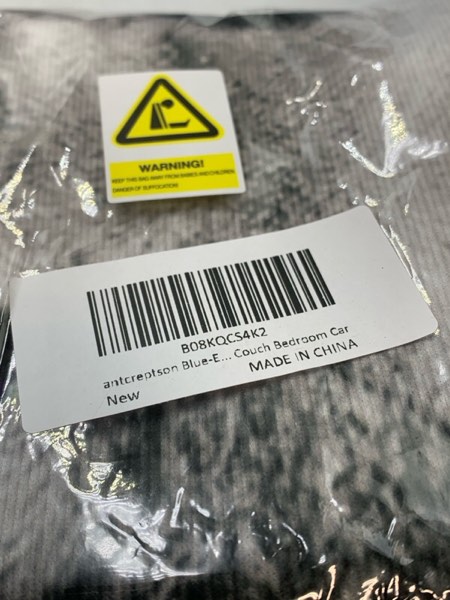 WARNING!
KEEP THIS BAG AWAY FROM BABIES AND CHILDREN.
DANGER OF SUFFOCATION!
B08KQCS4K2
antcreptson Blue-E... Couch Bedroom Car
New
MADE IN CHINA